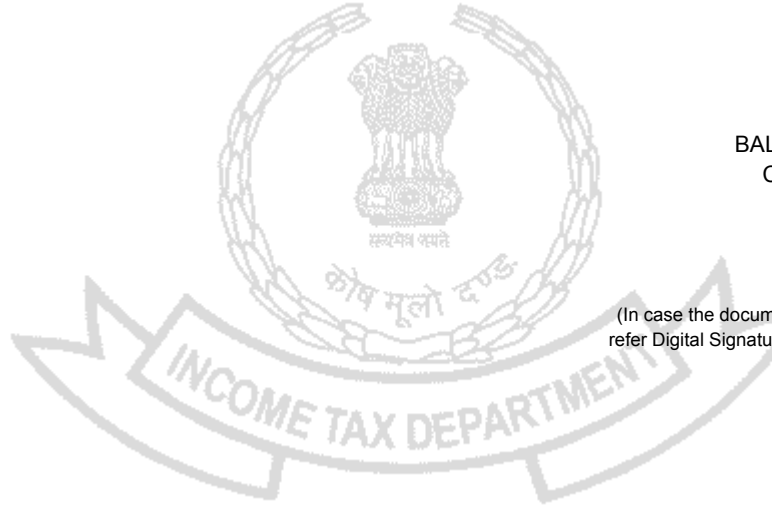 BAL
सत्यमेव जयते
कोष मूलो दण्ड:
(In case the docum
refer Digital Signatu
INCOME TAX DEPARTMENT